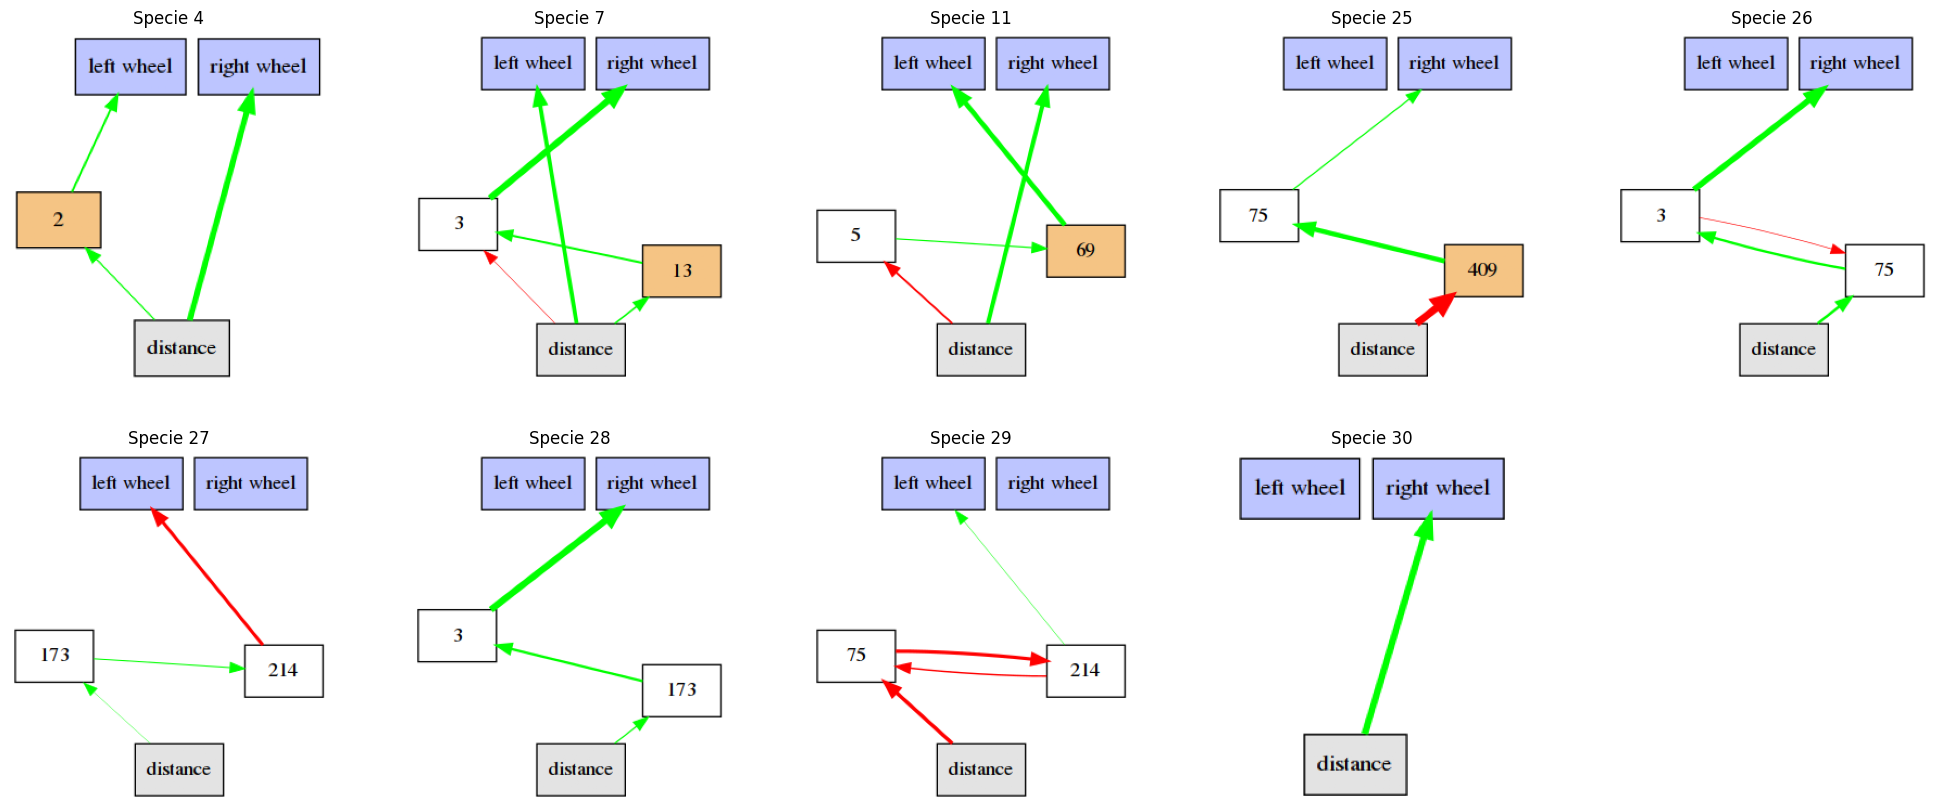 Specie 4
left wheel
right wheel
2
distance
Specie 7
left wheel
right wheel
3
13
distance
Specie 11
left wheel
right wheel
5
69
distance
Specie 25
left wheel
right wheel
75
409
distance
Specie 26
left wheel
right wheel
3
75
distance
Specie 27
left wheel
right wheel
173
214
distance
Specie 28
left wheel
right wheel
3
173
distance
Specie 29
left wheel
right wheel
75
214
distance
Specie 30
left wheel
right wheel
distance